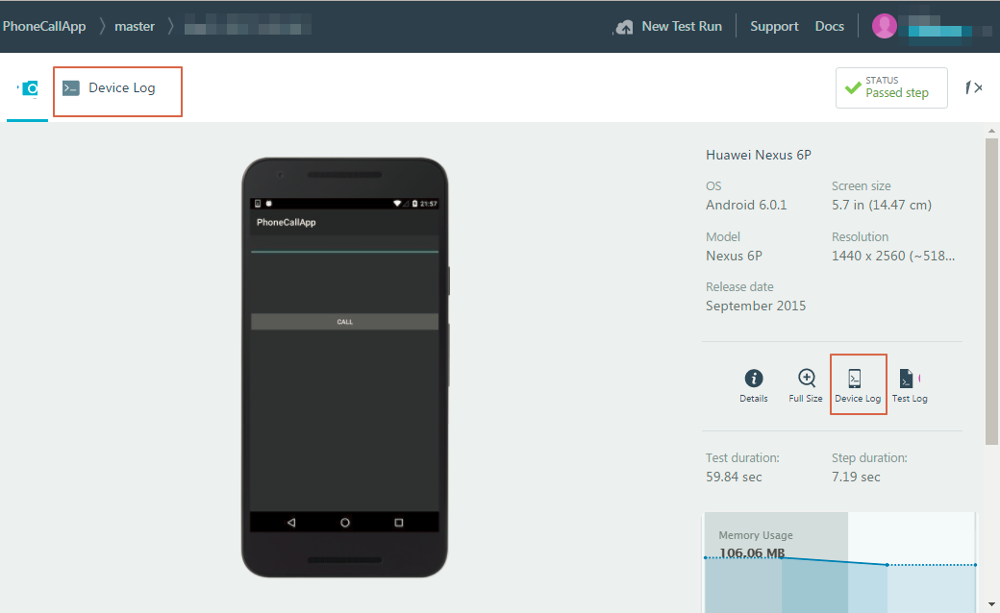 PhoneCallApp master New Test Run Support Docs
Device Log
STATUS
Passed step
Huawei Nexus 6P
OS Screen size
Android 6.0.1 5.7 in (14.47 cm)
Model Resolution
Nexus 6P 1440 x 2560 (~518...
Release date
September 2015
21:57
PhoneCallApp
CALL
Details Full Size Device Log Test Log
Test duration: Step duration:
59.84 sec 7.19 sec
Memory Usage
106.06 MB